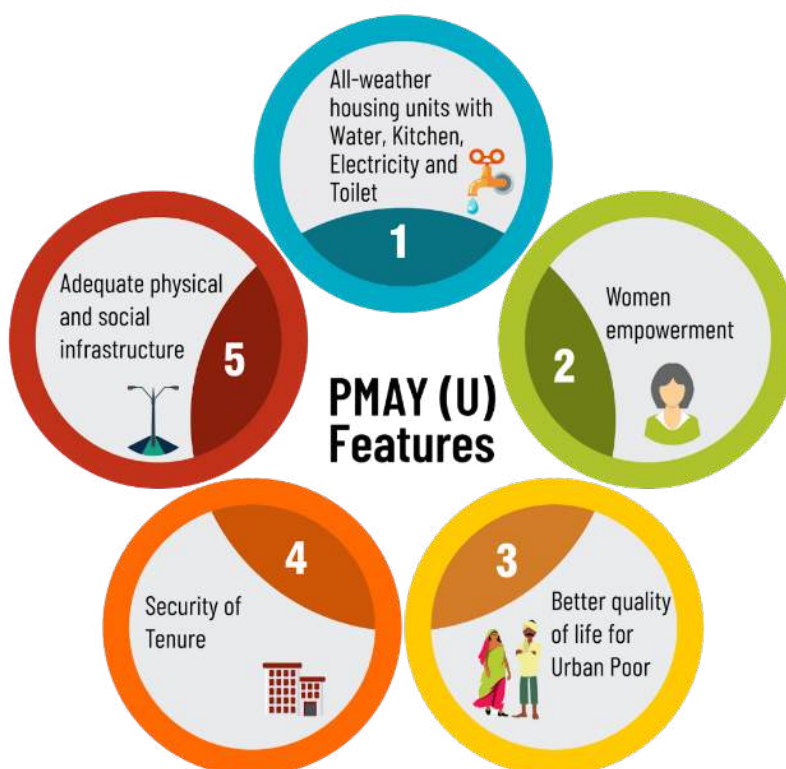 All-weather
housing units with
Water, Kitchen,
Electricity and
Toilet
1
Women
empowerment
2
3
Better quality
of life for
Urban Poor
4
Security of
Tenure
Adequate physical
and social
infrastructure
5
PMAY (U)
Features